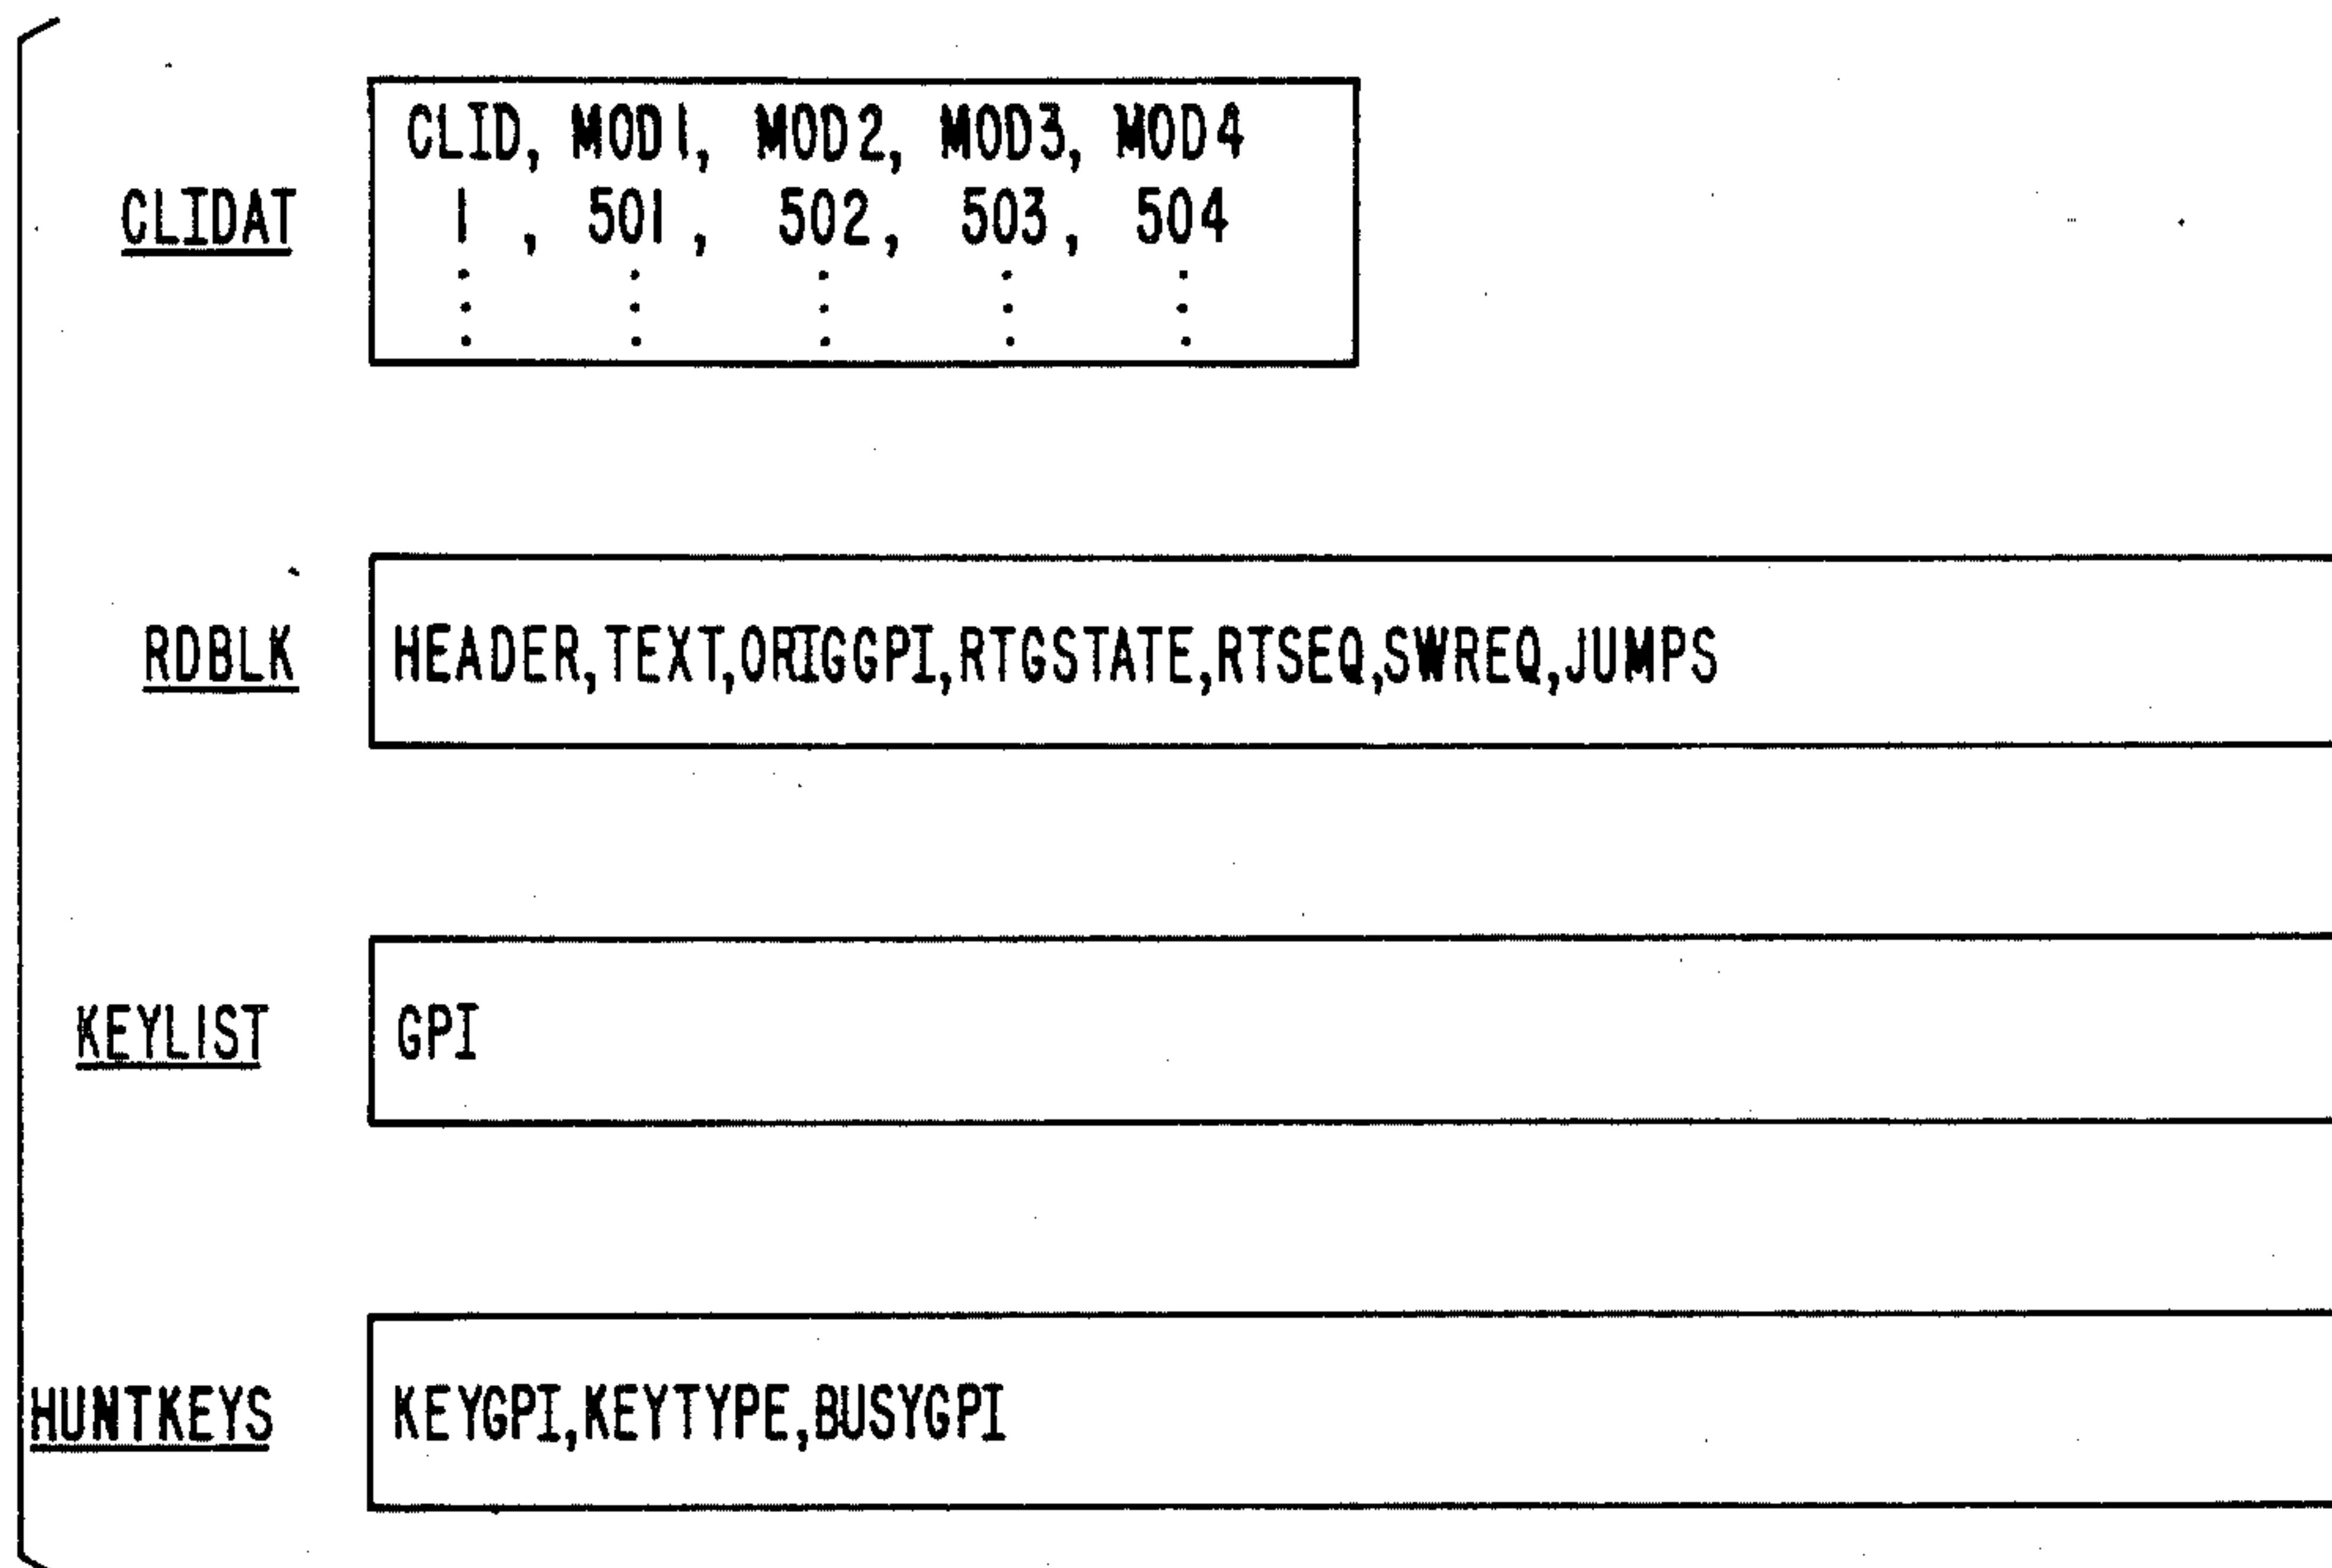 CLIDAT
CLID, MOD1, MOD2, MOD3, MOD4
1 , 501, 502, 503, 504
RDBLK
HEADER,TEXT,ORIGGPI,RTGSTATE,RTSEQ,SWREQ,JUMPS
KEYLIST
GPI
HUNTKEYS
KEYGPI,KEYTYPE,BUSYGPI